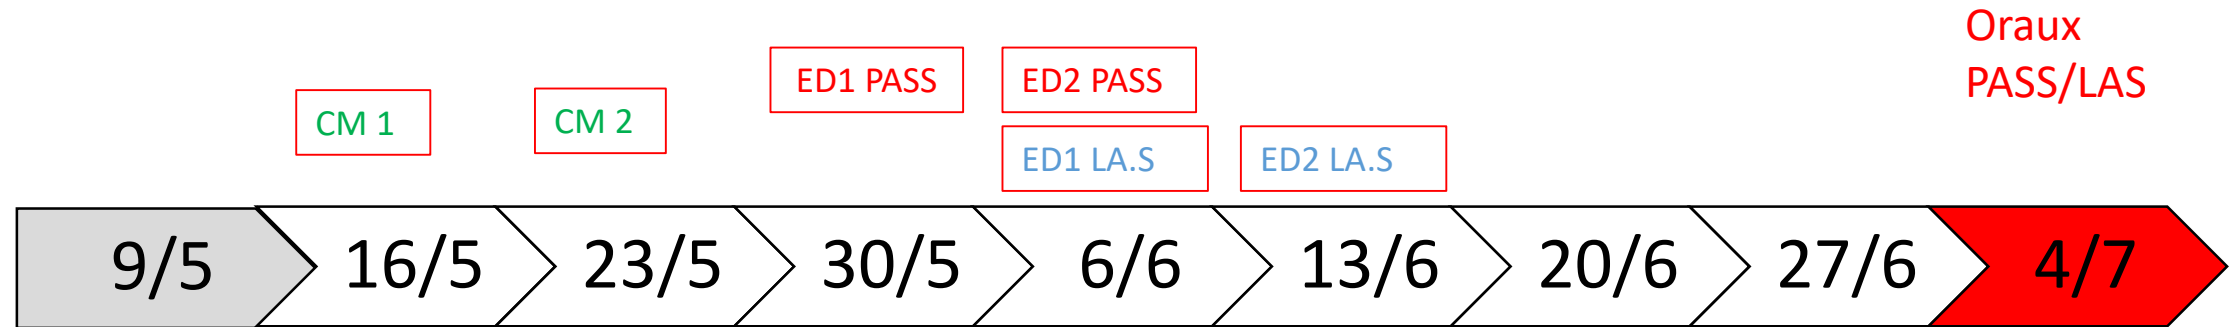 Oraux
PASS/LAS
ED1 PASS
ED2 PASS
CM 1
CM 2
ED1 LA.S
ED2 LA.S
9/5
16/5
23/5
30/5
6/6
13/6
20/6
27/6
4/7